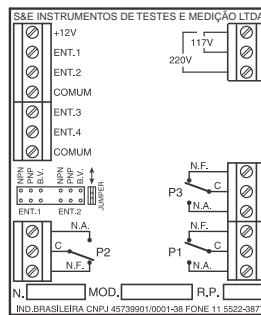 S&E INSTRUMENTOS DE TESTES E MEDIÇÃO LTDA
+12V
117V
ENT.1
220V
ENT.2
COMUM
ENT.3
ENT.4
COMUM
NPN PNP B.V. NPN PNP B.V. JUMPER
ENT.1 ENT.2
N.F.
P3 C
N.A.
N.A. N.F.
C P2 P1 C
N.F. N.A.
N. MOD. R.P.
IND.BRASILEIRA CNPJ 45739901/0001-38 FONE 11 5522-387